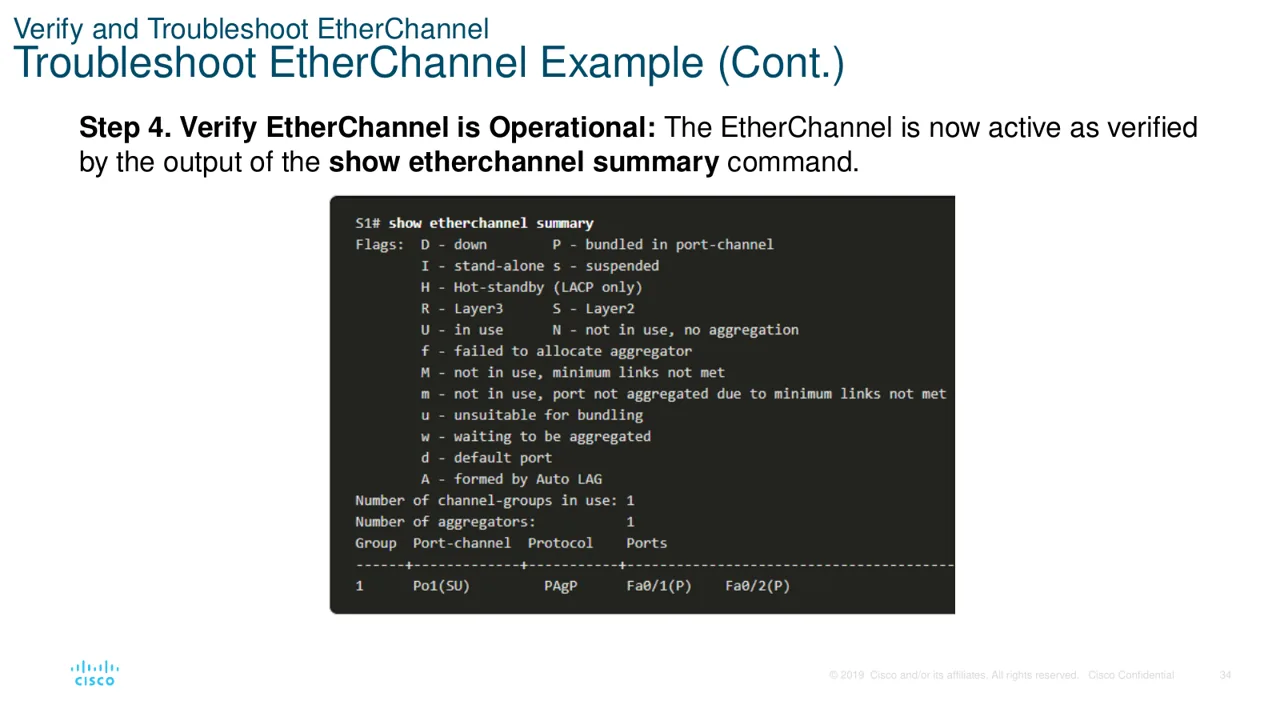 Verify and Troubleshoot EtherChannel
Troubleshoot EtherChannel Example (Cont.)
Step 4. Verify EtherChannel is Operational: The EtherChannel is now active as verified
by the output of the show etherchannel summary command.
S1# show etherchannel summary
Flags:  D - down        P - bundled in port-channel
        I - stand-alone s - suspended
        H - Hot-standby (LACP only)
        R - Layer3      S - Layer2
        U - in use      N - not in use, no aggregation
        f - failed to allocate aggregator
        M - not in use, minimum links not met
        m - not in use, port not aggregated due to minimum links not met
        u - unsuitable for bundling
        w - waiting to be aggregated
        d - default port
        A - formed by Auto LAG
Number of channel-groups in use: 1
Number of aggregators:           1
Group  Port-channel  Protocol    Ports
------+-------------+-----------+----------------------------------------
1      Po1(SU)         PAgP      Fa0/1(P)    Fa0/2(P)
CISCO
© 2019 Cisco and/or its affiliates. All rights reserved. Cisco Confidential
34